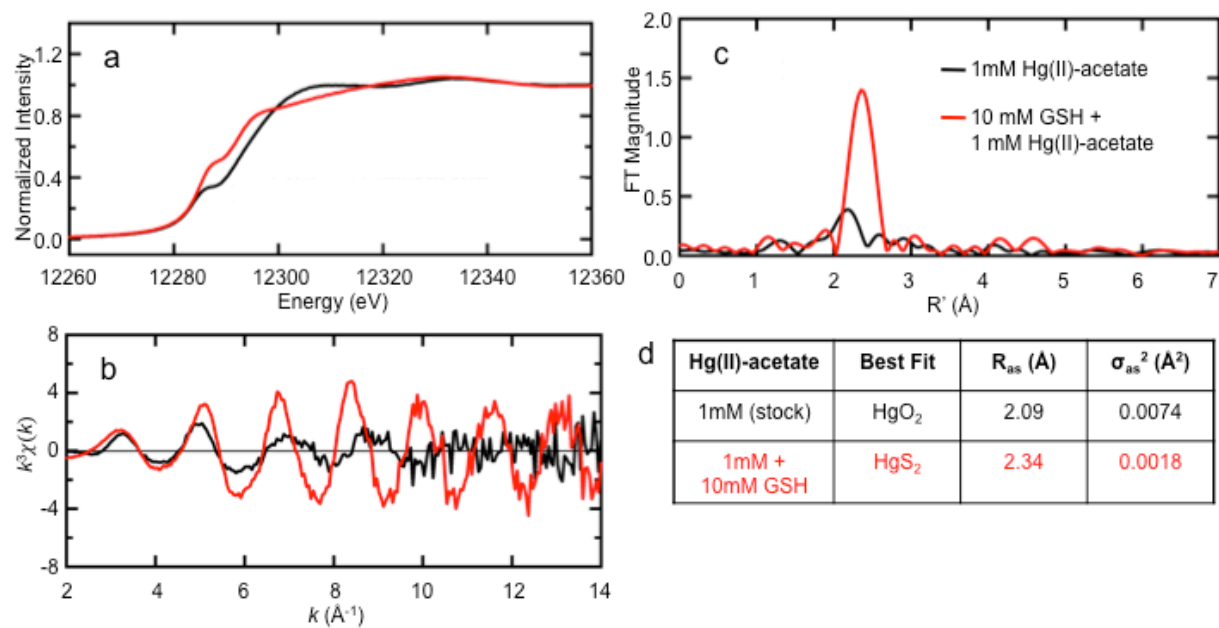 a
1.2
0.8
0.4
0.0
Normalized Intensity
12260
12280
12300
12320
12340
12360
Energy (eV)
c
2.0
1.5
1.0
0.5
0.0
FT Magnitude
1mM Hg(II)-acetate
10 mM GSH +
1 mM Hg(II)-acetate
0
1
2
3
4
5
6
7
R' (Å)
b
8
4
0
-4
-8
k³χ(k)
2
4
6
8
10
12
14
k (Å⁻¹)
d
Hg(II)-acetate Best Fit R_as (Å) σ_as² (Å²)
1mM (stock) HgO₂ 2.09 0.0074
1mM +
10mM GSH HgS₂ 2.34 0.0018